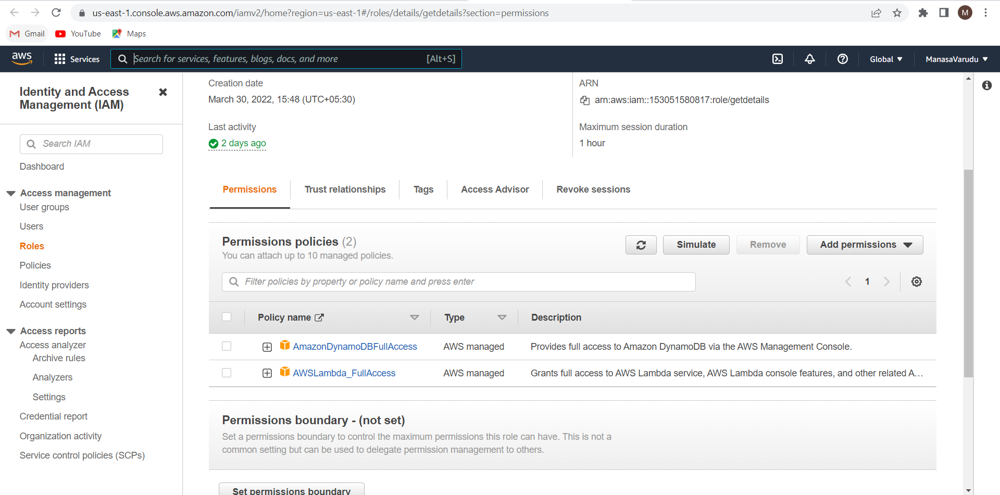 us-east-1.console.aws.amazon.com/iamv2/home?region=us-east-1#/roles/details/getdetails?section=permissions
M
Gmail
YouTube
Maps
aws
Services
Search for services, features, blogs, docs, and more
[Alt+S]
Global
ManasaVarudu
Identity and Access
Management (IAM)
Search IAM
Dashboard
Access management
User groups
Users
Roles
Policies
Identity providers
Account settings
Access reports
Access analyzer
Archive rules
Analyzers
Settings
Credential report
Organization activity
Service control policies (SCPs)
Creation date
March 30, 2022, 15:48 (UTC+05:30)
ARN
arn:aws:iam::153051580817:role/getdetails
Last activity
2 days ago
Maximum session duration
1 hour
Permissions
Trust relationships
Tags
Access Advisor
Revoke sessions
Permissions policies (2)
You can attach up to 10 managed policies.
Simulate
Remove
Add permissions
Filter policies by property or policy name and press enter
1
Policy name
Type
Description
AmazonDynamoDBFullAccess
AWS managed
Provides full access to Amazon DynamoDB via the AWS Management Console.
AWSLambda_FullAccess
AWS managed
Grants full access to AWS Lambda service, AWS Lambda console features, and other related A...
Permissions boundary - (not set)
Set a permissions boundary to control the maximum permissions this role can have. This is not a
common setting but can be used to delegate permission management to others.
Set permissions boundary